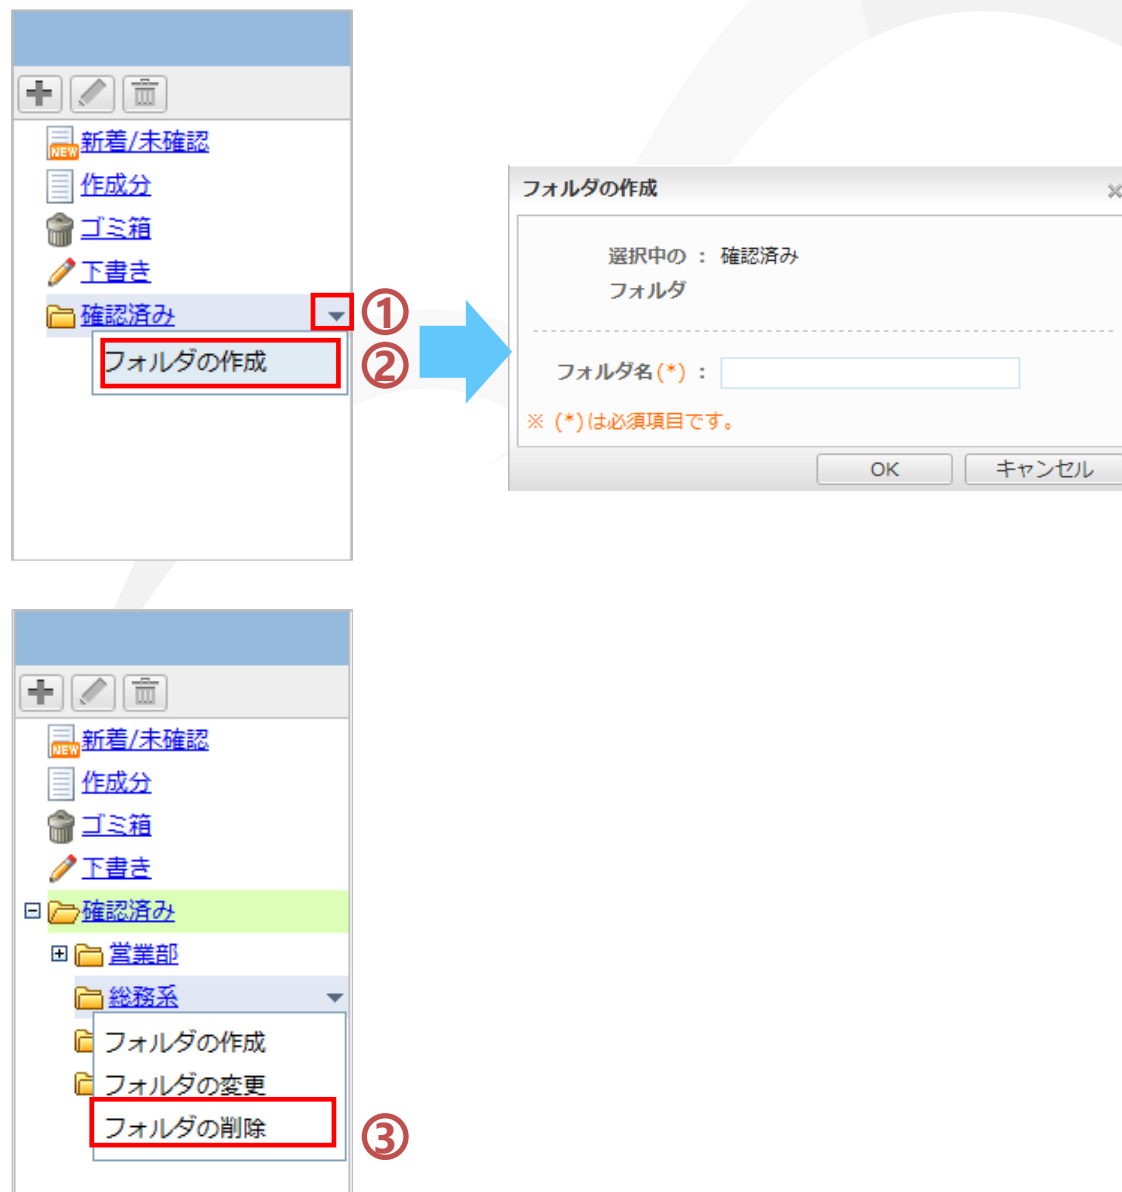 NEW 新着/未確認
作成分
ゴミ箱
下書き
確認済み
①
フォルダの作成
②
フォルダの作成
選択中の : 確認済み
フォルダ
フォルダ名(*) :
※ (*)は必須項目です。
OK キャンセル
NEW 新着/未確認
作成分
ゴミ箱
下書き
確認済み
営業部
総務系
フォルダの作成
フォルダの変更
フォルダの削除
③